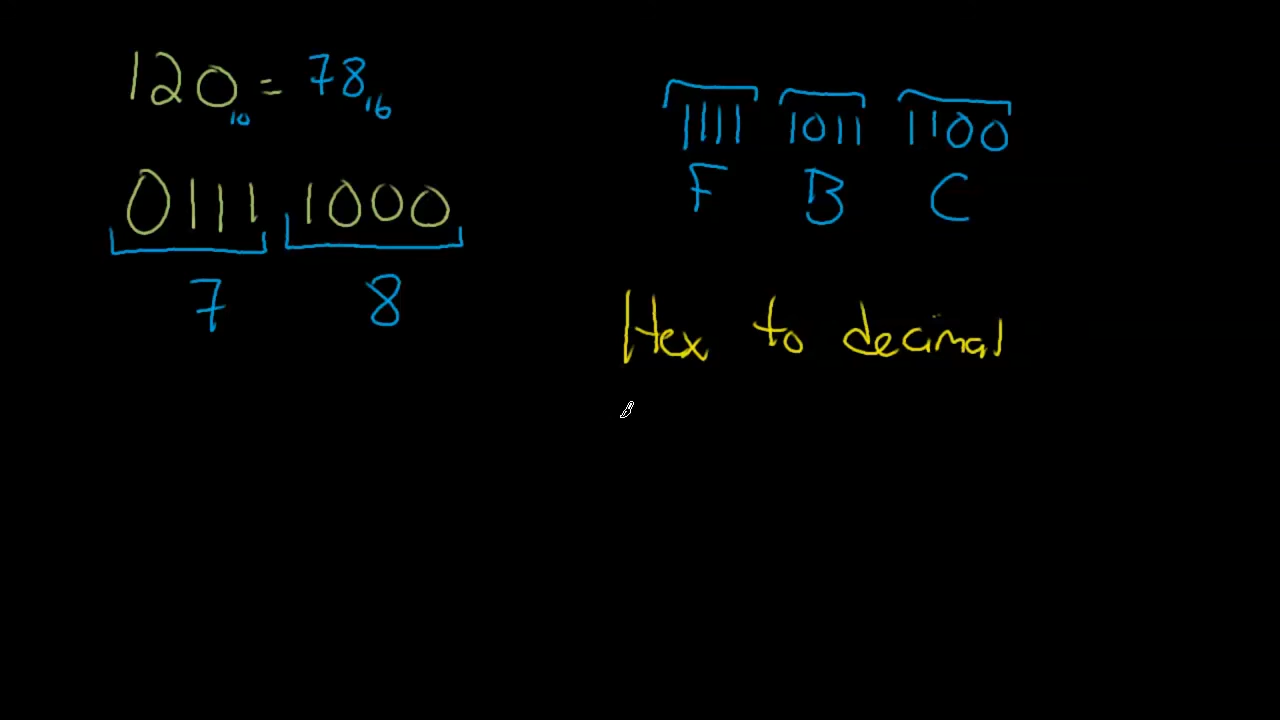 120₁₀ = 78₁₆
0111 1000
7 8
1111 1011 1100
F B C
Hex to decimal